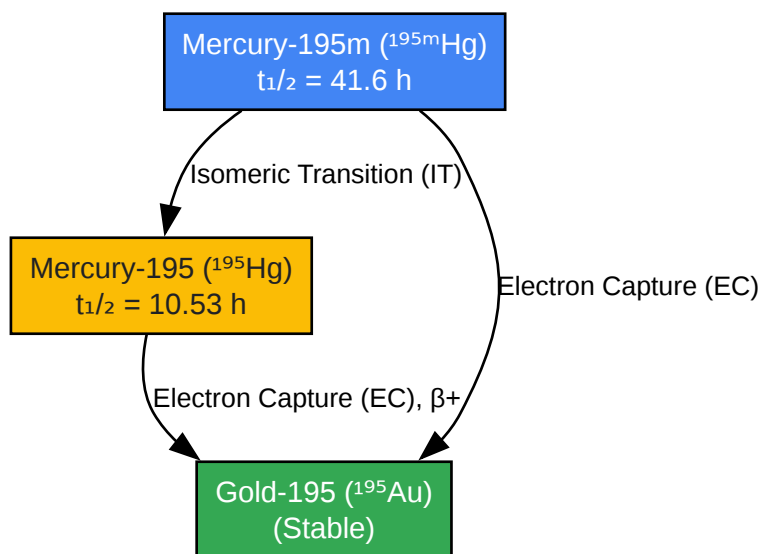 Mercury-195m (¹⁹⁵ᵐHg)
t₁/₂ = 41.6 h
Isomeric Transition (IT)
Mercury-195 (¹⁹⁵Hg)
t₁/₂ = 10.53 h
Electron Capture (EC)
Electron Capture (EC), β+
Gold-195 (¹⁹⁵Au)
(Stable)